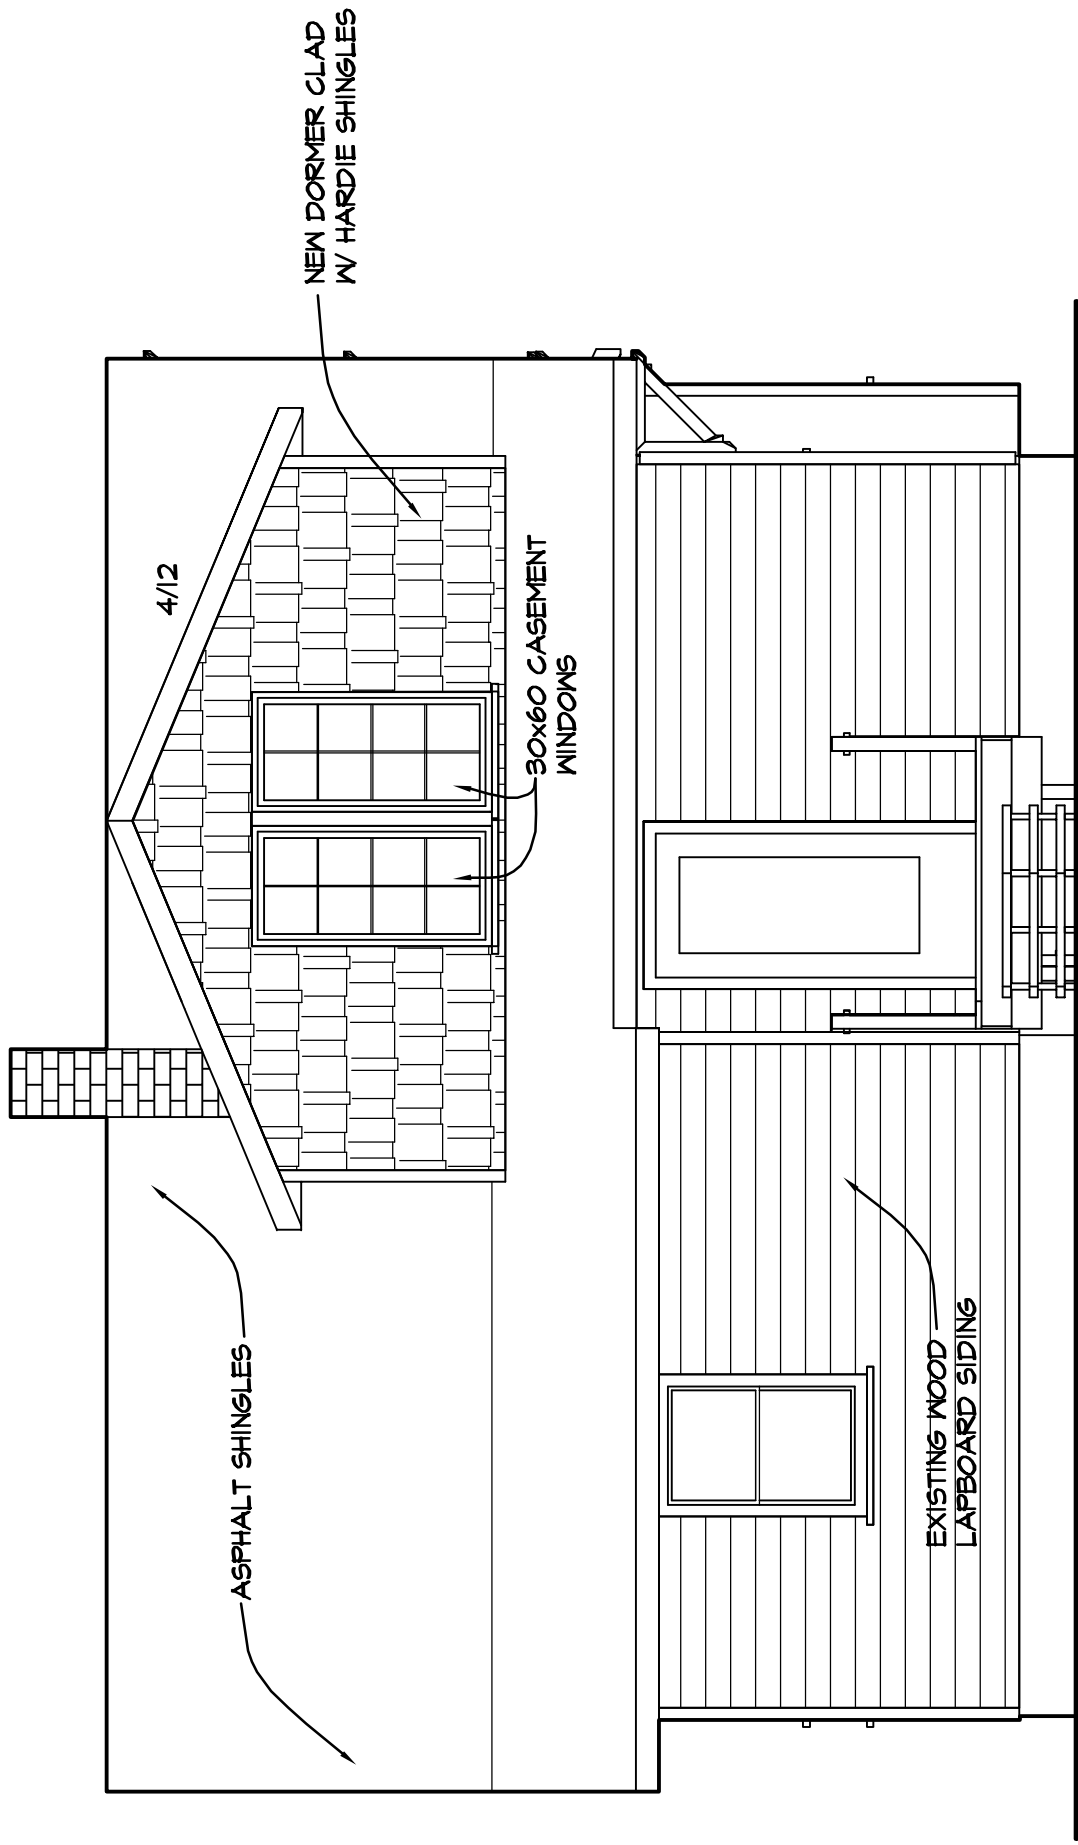 ASPHALT SHINGLES
4/12
NEW DORMER CLAD
W/ HARDIE SHINGLES
30x60 CASEMENT
WINDOWS
EXISTING WOOD
LAPBOARD SIDING